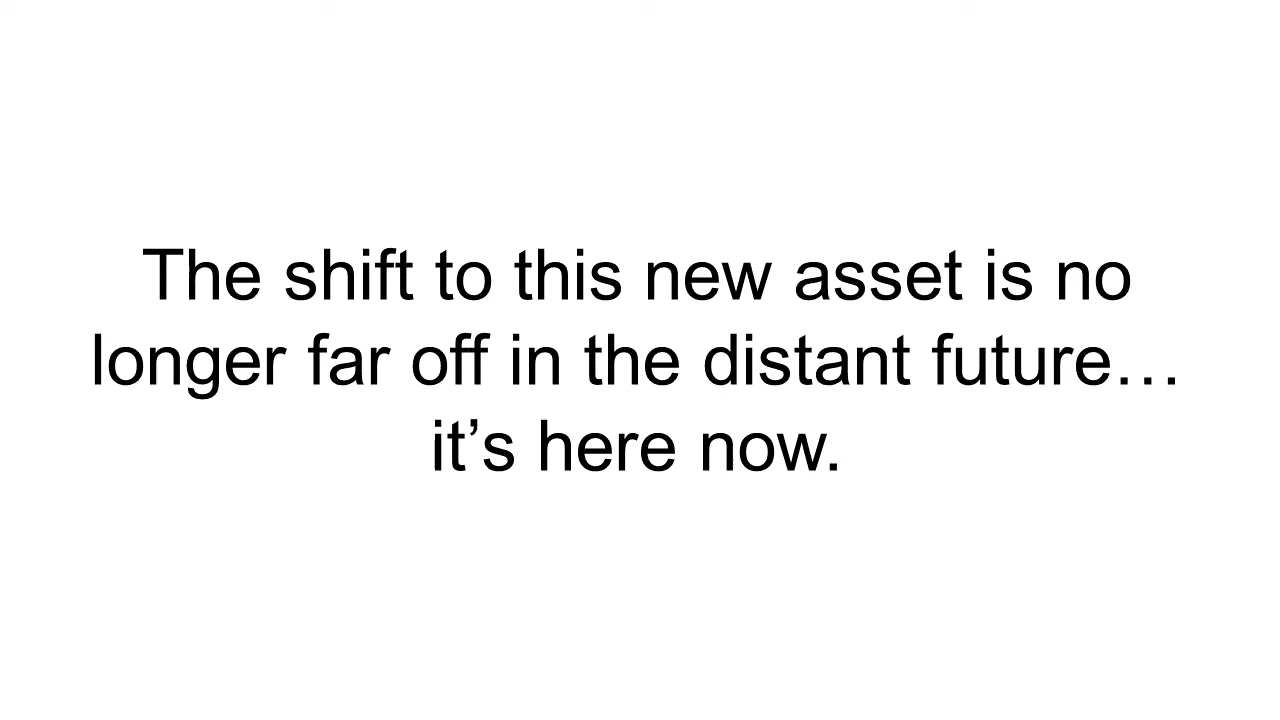 The shift to this new asset is no
longer far off in the distant future…
it’s here now.